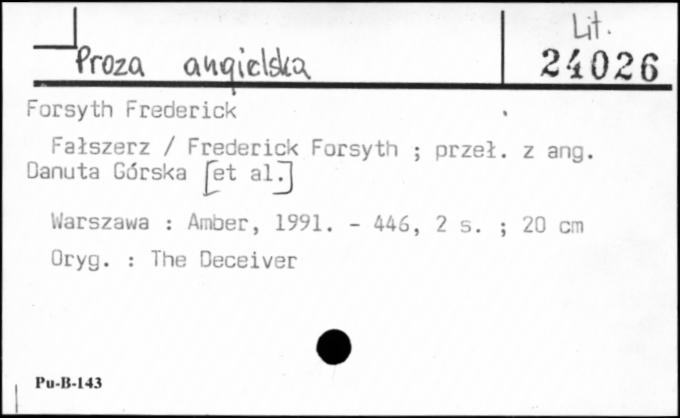 Lit.
Proza angielska
24026
Forsyth Frederick
Fałszerz / Frederick Forsyth ; przeł. z ang.
Danuta Górska [et al.]
Warszawa : Amber, 1991. - 446, 2 s. ; 20 cm
Oryg. : The Deceiver
Pu-B-143